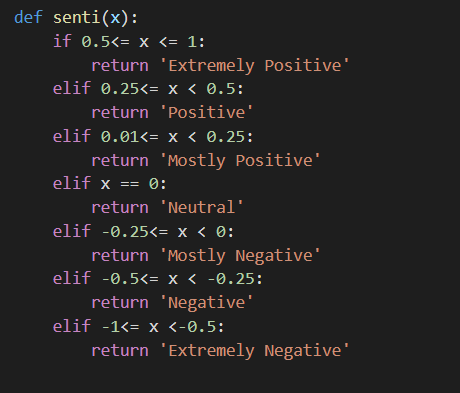 def senti(x):
    if 0.5<= x <= 1:
        return 'Extremely Positive'
    elif 0.25<= x < 0.5:
        return 'Positive'
    elif 0.01<= x < 0.25:
        return 'Mostly Positive'
    elif x == 0:
        return 'Neutral'
    elif -0.25<= x < 0:
        return 'Mostly Negative'
    elif -0.5<= x < -0.25:
        return 'Negative'
    elif -1<= x <-0.5:
        return 'Extremely Negative'